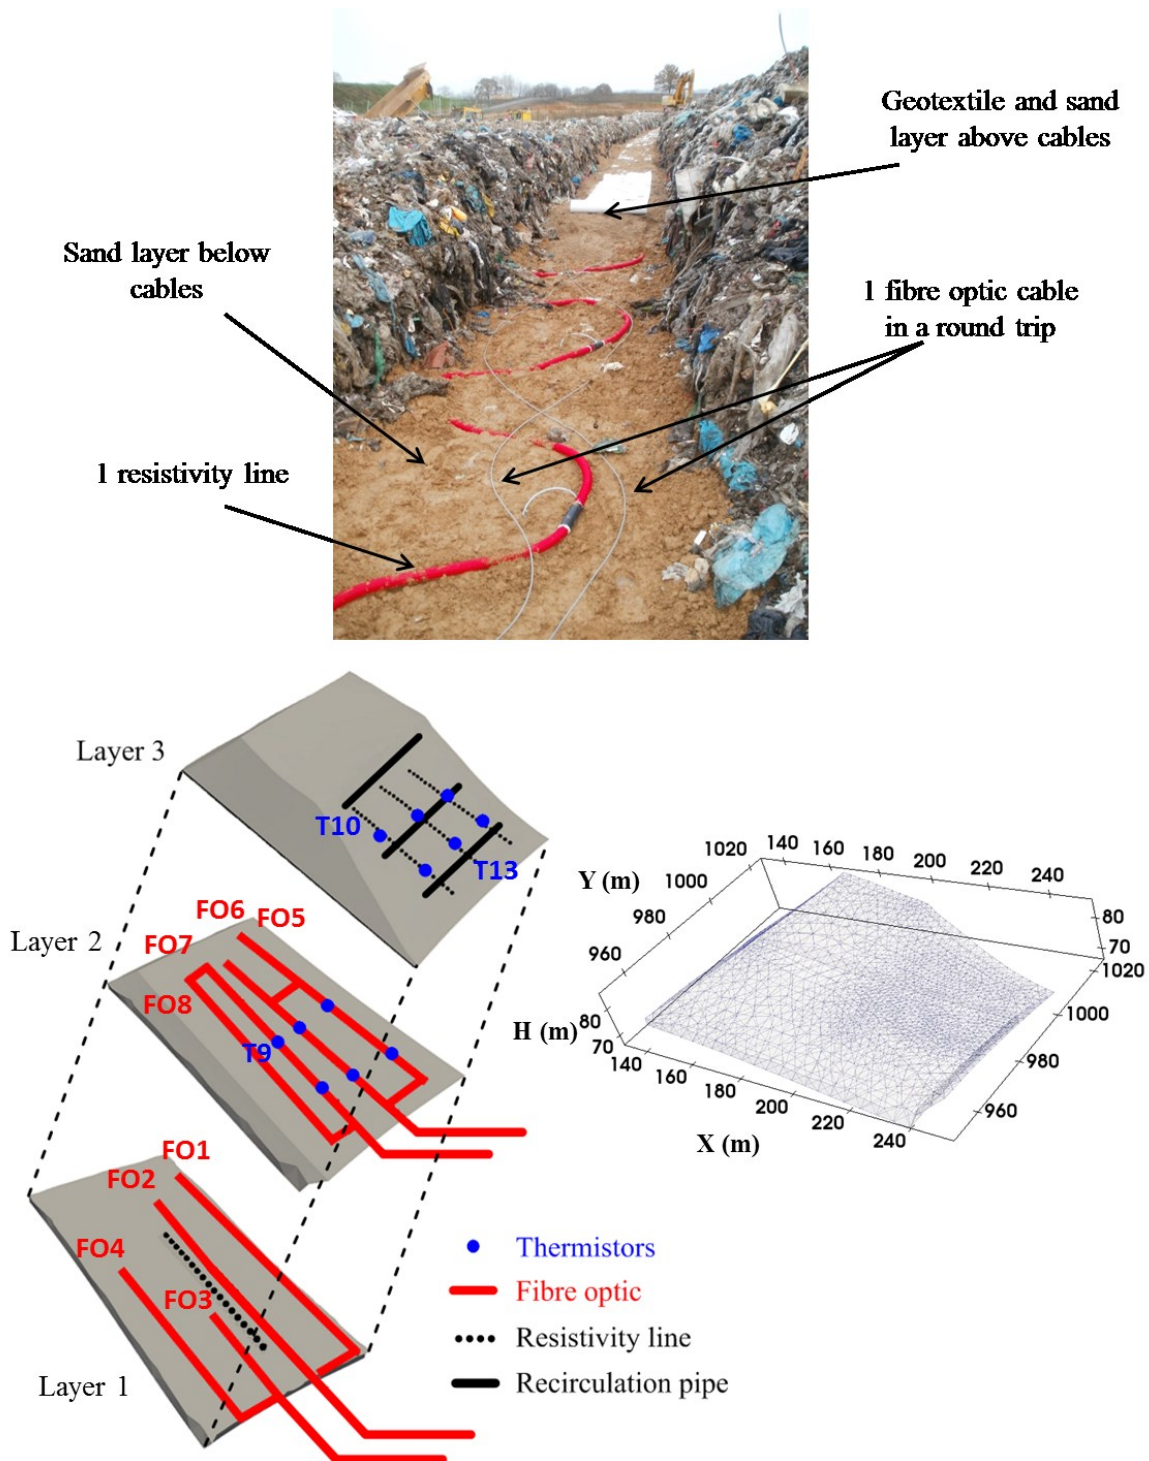 Geotextile and sand
layer above cables
Sand layer below
cables
1 fibre optic cable
in a round trip
1 resistivity line
Layer 3
T10
T13
Layer 2
FO6
FO5
FO7
FO8
T9
Layer 1
FO1
FO2
FO4
FO3
Thermistors
Fibre optic
Resistivity line
Recirculation pipe
Y (m)
1020
1000
980
960
140
160
180
200
220
240
80
70
1020
1000
980
960
H (m)
80
70
140
160
180
200
220
240
X (m)